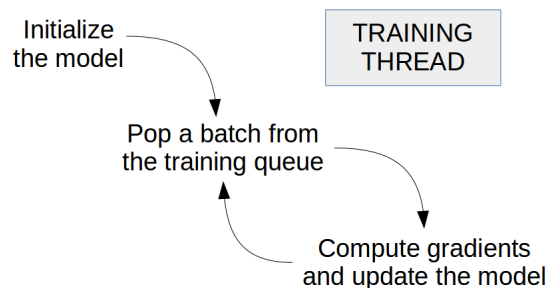 Initialize
the model
TRAINING
THREAD
Pop a batch from
the training queue
Compute gradients
and update the model